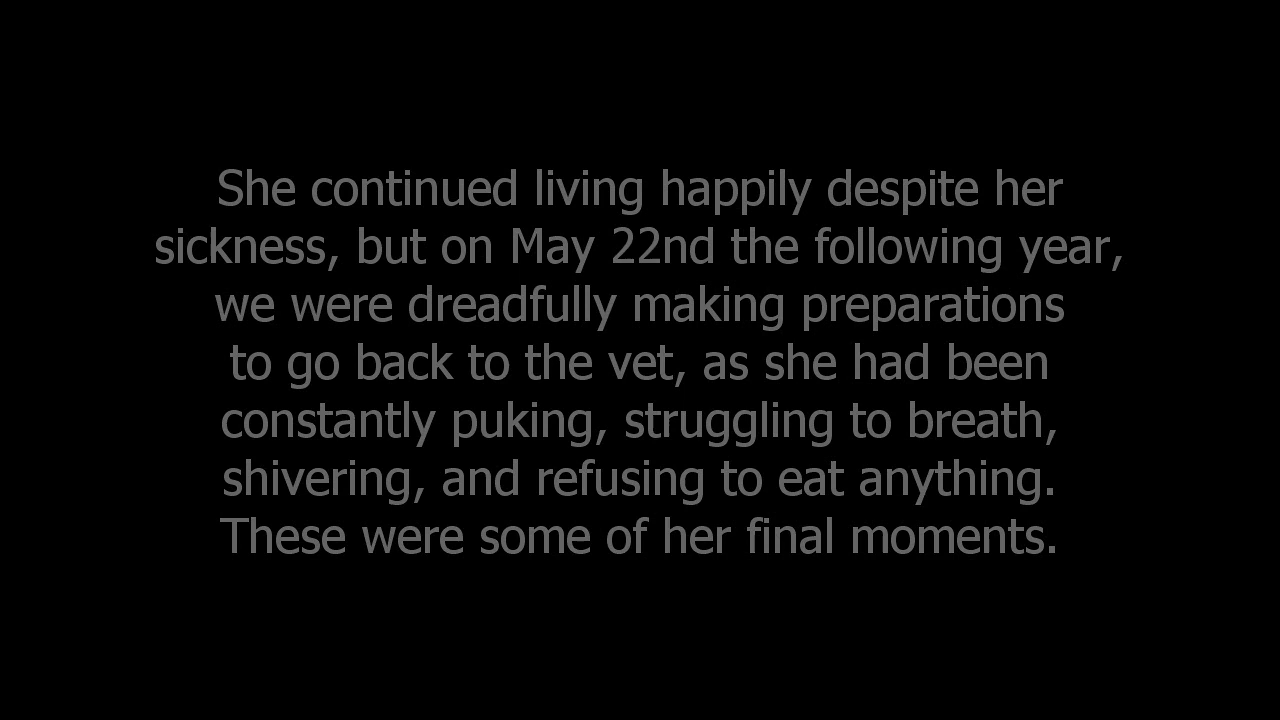 She continued living happily despite her
sickness, but on May 22nd the following year,
we were dreadfully making preparations
to go back to the vet, as she had been
constantly puking, struggling to breath,
shivering, and refusing to eat anything.
These were some of her final moments.